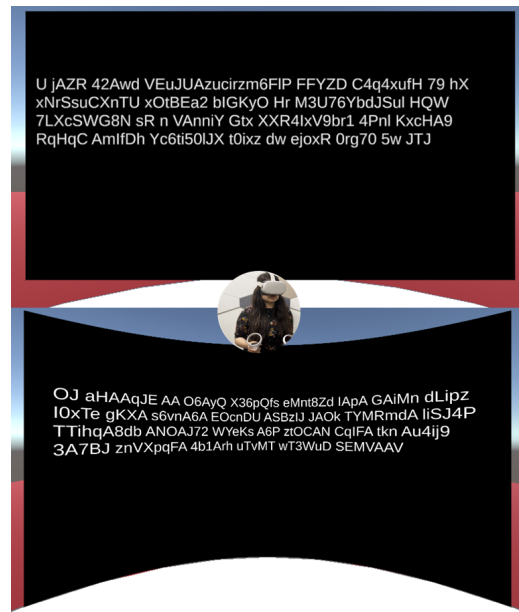 U jAZR 42Awd VEuJUAzucirzm6FlP FFYZD C4q4xufH 79 hX
xNrSsuCXnTU xOtBEa2 bIGKyO Hr M3U76YbdJSul HQW
7LXcSWG8N sR n VAnniY Gtx XXR4IxV9br1 4Pnl KxcHA9
RqHqC AmIfDh Yc6ti50lJX t0ixz dw ejoxR 0rg70 5w JTJ
OJ aHAAqJE AA O6AyQ X36pQfs eMnt8Zd IApA GAiMn dLipz
I0xTe gKXA s6vnA6A EOcnDU ASBzIJ JAOk TYMRmdA liSJ4P
TTihqA8db ANOAJ72 WYeKs A6P ztOCAN CqIFA tkn Au4ij9
3A7BJ znVXpqFA 4b1Arh uTvMT wT3WuD SEMVAAV